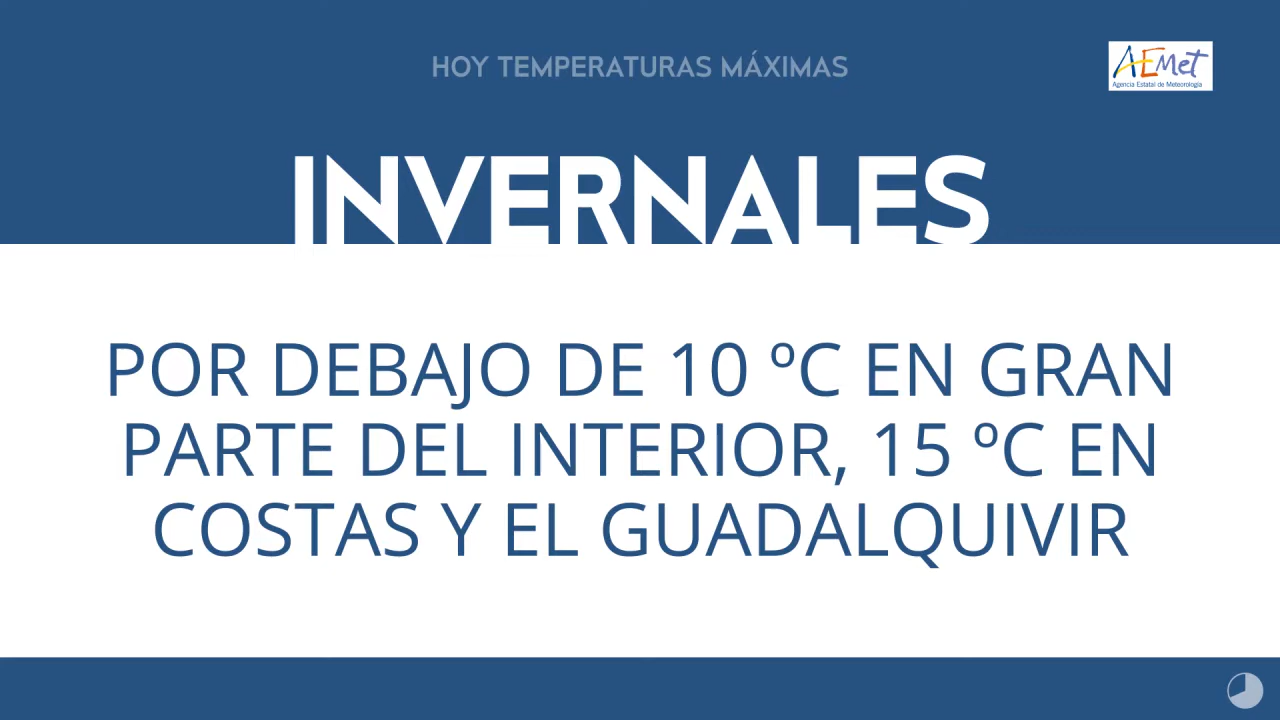 HOY TEMPERATURAS MÁXIMAS
AEMet
Agencia Estatal de Meteorología
INVERNALES
POR DEBAJO DE 10 ºC EN GRAN
PARTE DEL INTERIOR, 15 ºC EN
COSTAS Y EL GUADALQUIVIR